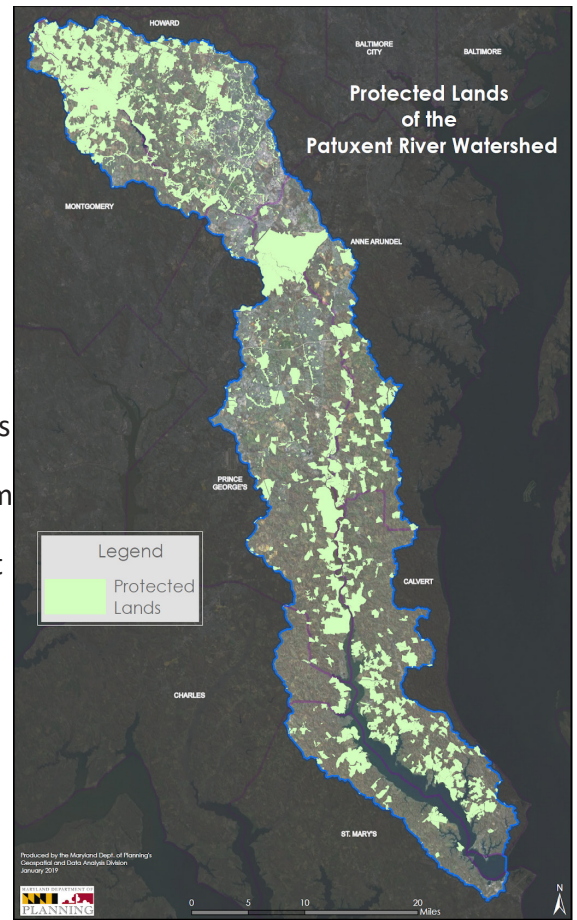 HOWARD
BALTIMORE
CITY
BALTIMORE
Protected Lands
of the
Patuxent River Watershed
MONTGOMERY
ANNE ARUNDEL
s
PRINCE
GEORGE'S
m
Legend
Protected
Lands
t
CALVERT
CHARLES
ST. MARY'S
Produced by the Maryland Dept. of Planning's
Geospatial and Data Analysis Division
January 2019
MARYLAND DEPARTMENT OF
PLANNING
0 5 10 20
Miles
N